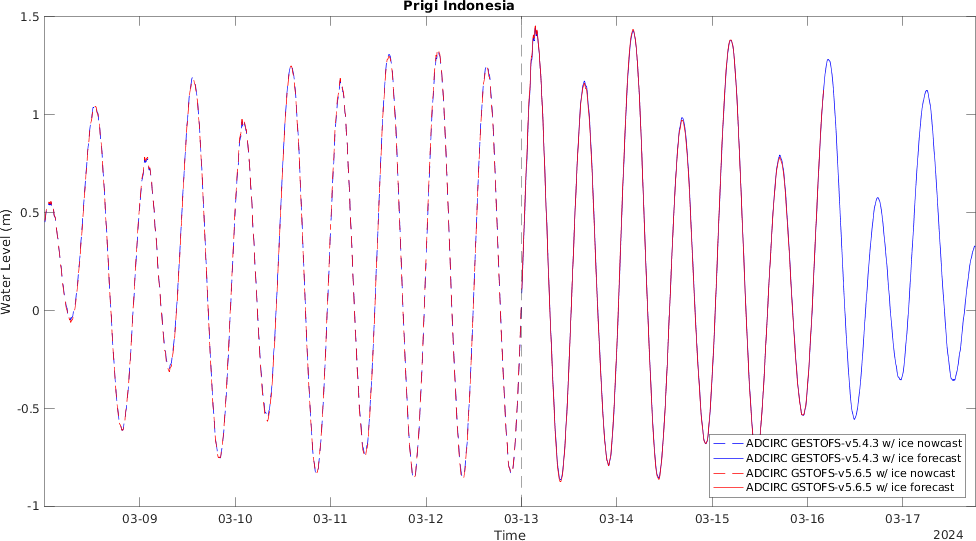 Prigi Indonesia
Water Level (m)
1.5
1
0.5
0
-0.5
-1
03-09 03-10 03-11 03-12 03-13 03-14 03-15 03-16 03-17
Time
2024
ADCIRC GESTOFS-v5.4.3 w/ ice nowcast
ADCIRC GESTOFS-v5.4.3 w/ ice forecast
ADCIRC GSTOFS-v5.6.5 w/ ice nowcast
ADCIRC GSTOFS-v5.6.5 w/ ice forecast